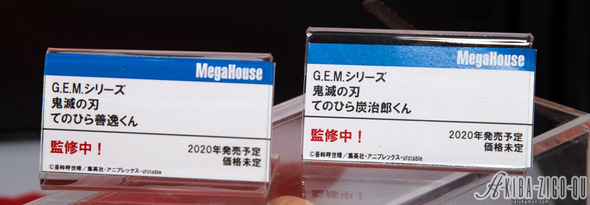 MegaHouse
G.E.M.シリーズ
鬼滅の刃
てのひら善逸くん
監修中！
2020年発売予定
価格未定
©吾峠呼世晴／集英社・アニプレックス・ufotable
MegaHouse
G.E.M.シリーズ
鬼滅の刃
てのひら炭治郎くん
監修中！
2020年発売予定
価格未定
©吾峠呼世晴／集英社・アニプレックス・ufotable
AKIBA-ZIGO-QU